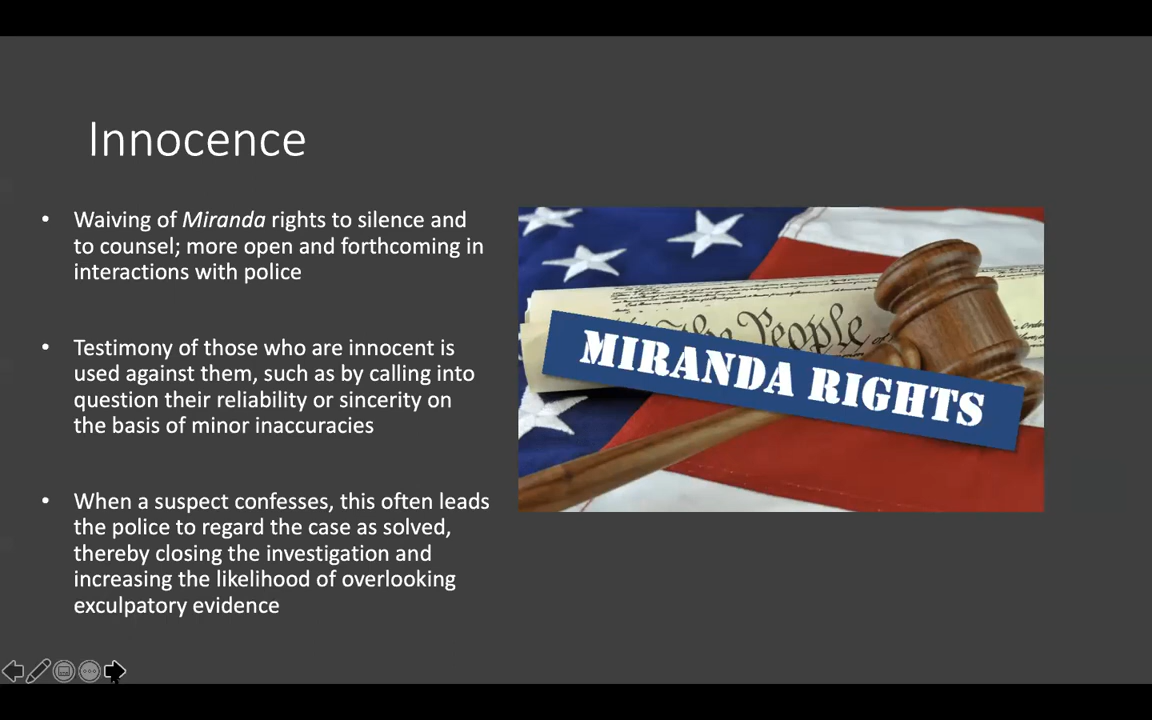 Innocence
• Waiving of Miranda rights to silence and
to counsel; more open and forthcoming in
interactions with police
• Testimony of those who are innocent is
used against them, such as by calling into
question their reliability or sincerity on
the basis of minor inaccuracies
• When a suspect confesses, this often leads
the police to regard the case as solved,
thereby closing the investigation and
increasing the likelihood of overlooking
exculpatory evidence
We the People
MIRANDA RIGHTS